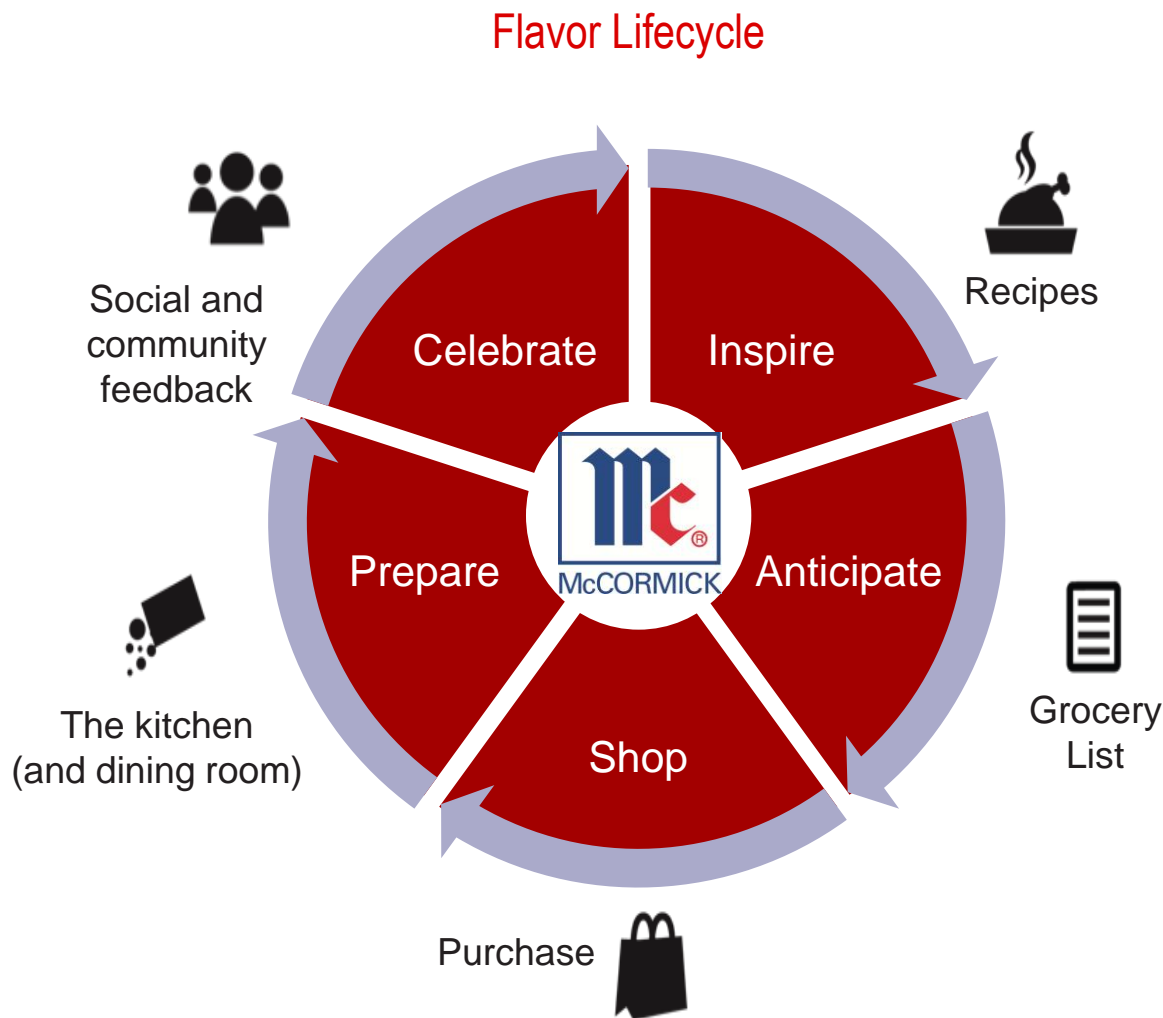 Flavor Lifecycle
Recipes
Social and
community
feedback
Celebrate
Inspire
mc®
McCORMICK
Prepare
Anticipate
Grocery
List
The kitchen
(and dining room)
Shop
Purchase